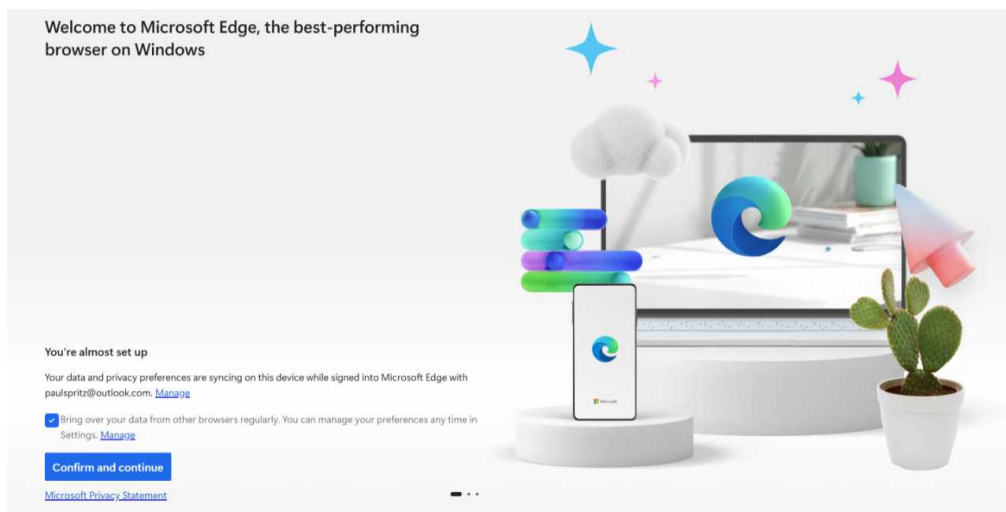 Welcome to Microsoft Edge, the best-performing
browser on Windows
You're almost set up
Your data and privacy preferences are syncing on this device while signed into Microsoft Edge with
paulspritz@outlook.com. Manage
Bring over your data from other browsers regularly. You can manage your preferences any time in
Settings. Manage
Confirm and continue
Microsoft Privacy Statement
Microsoft